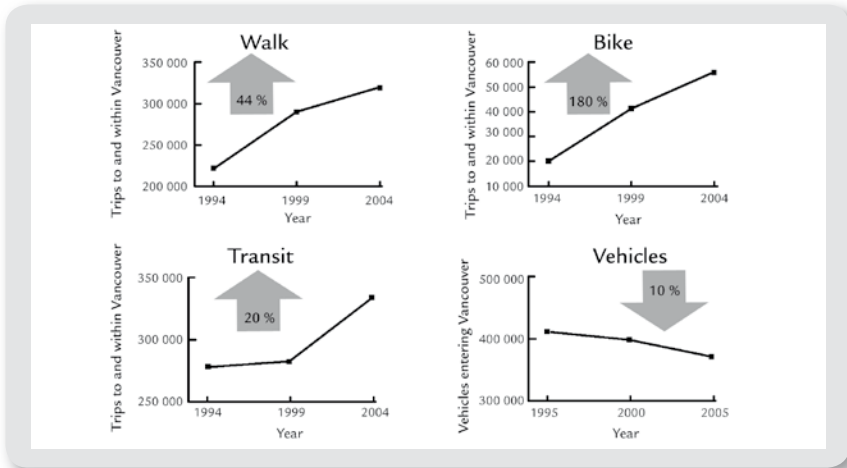 Walk
Trips to and within Vancouver
350 000
300 000
250 000
200 000
44 %
1994
1999
2004
Year
Bike
Trips to and within Vancouver
60 000
50 000
40 000
30 000
20 000
10 000
180 %
1994
1999
2004
Year
Transit
Trips to and within Vancouver
350 000
300 000
250 000
20 %
1994
1999
2004
Year
Vehicles
Vehicles entering Vancouver
500 000
400 000
300 000
10 %
1995
2000
2005
Year